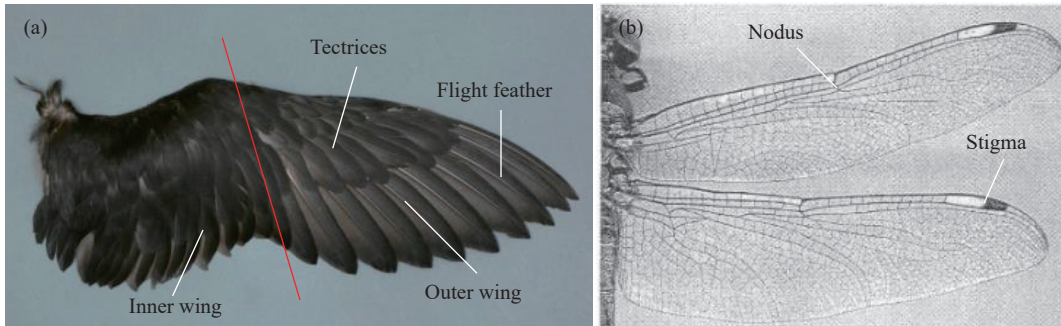 (a)
Tectrices
Flight feather
Outer wing
Inner wing
(b)
Nodus
Stigma